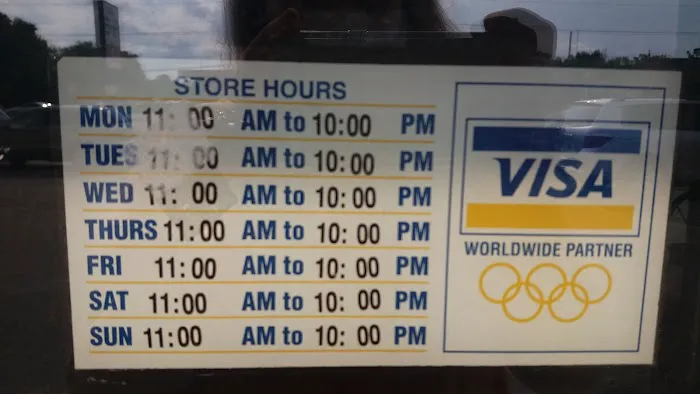 STORE HOURS
MON 11: 00 AM to 10:00 PM
TUES 11: 00 AM to 10:00 PM
WED 11: 00 AM to 10: 00 PM
THURS 11:00 AM to 10: 00 PM
FRI 11:00 AM to 10: 00 PM
SAT 11:00 AM to 10: 00 PM
SUN 11:00 AM to 10: 00 PM
VISA
WORLDWIDE PARTNER